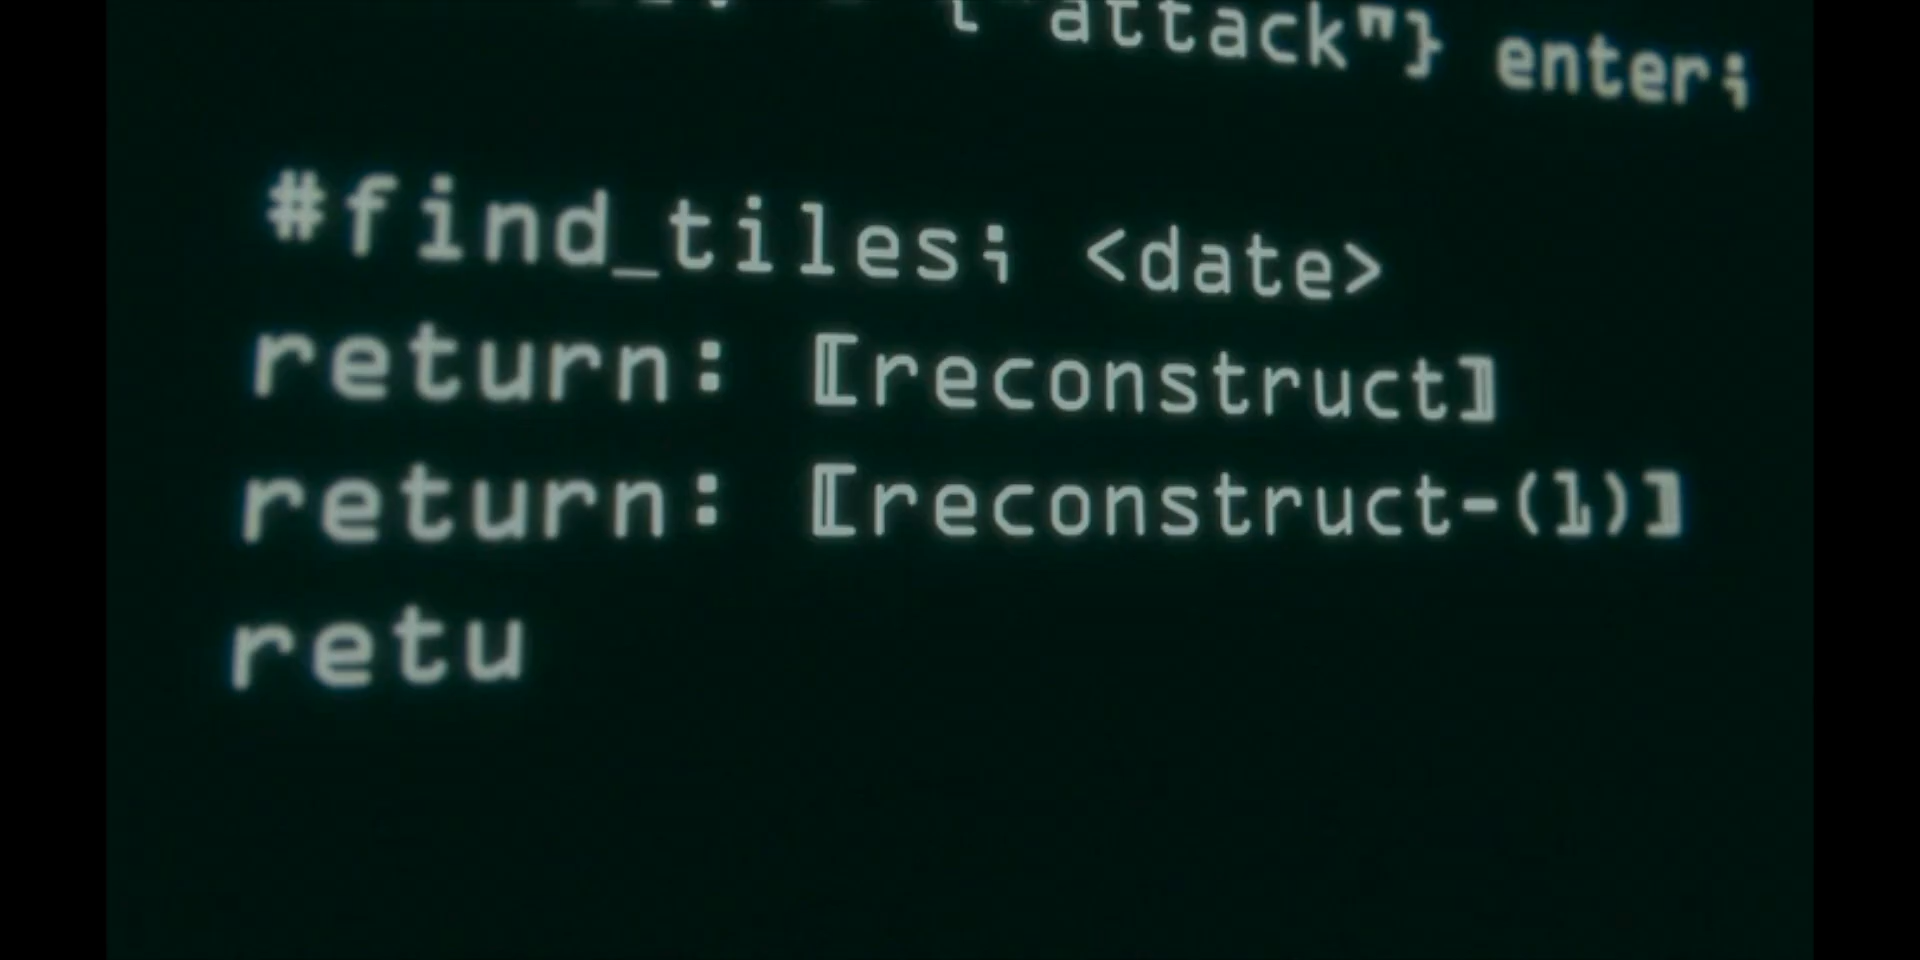 attack"} enter;
#find_tiles; <date>
return: ⟦reconstruct⟧
return: ⟦reconstruct-(1)⟧
retu